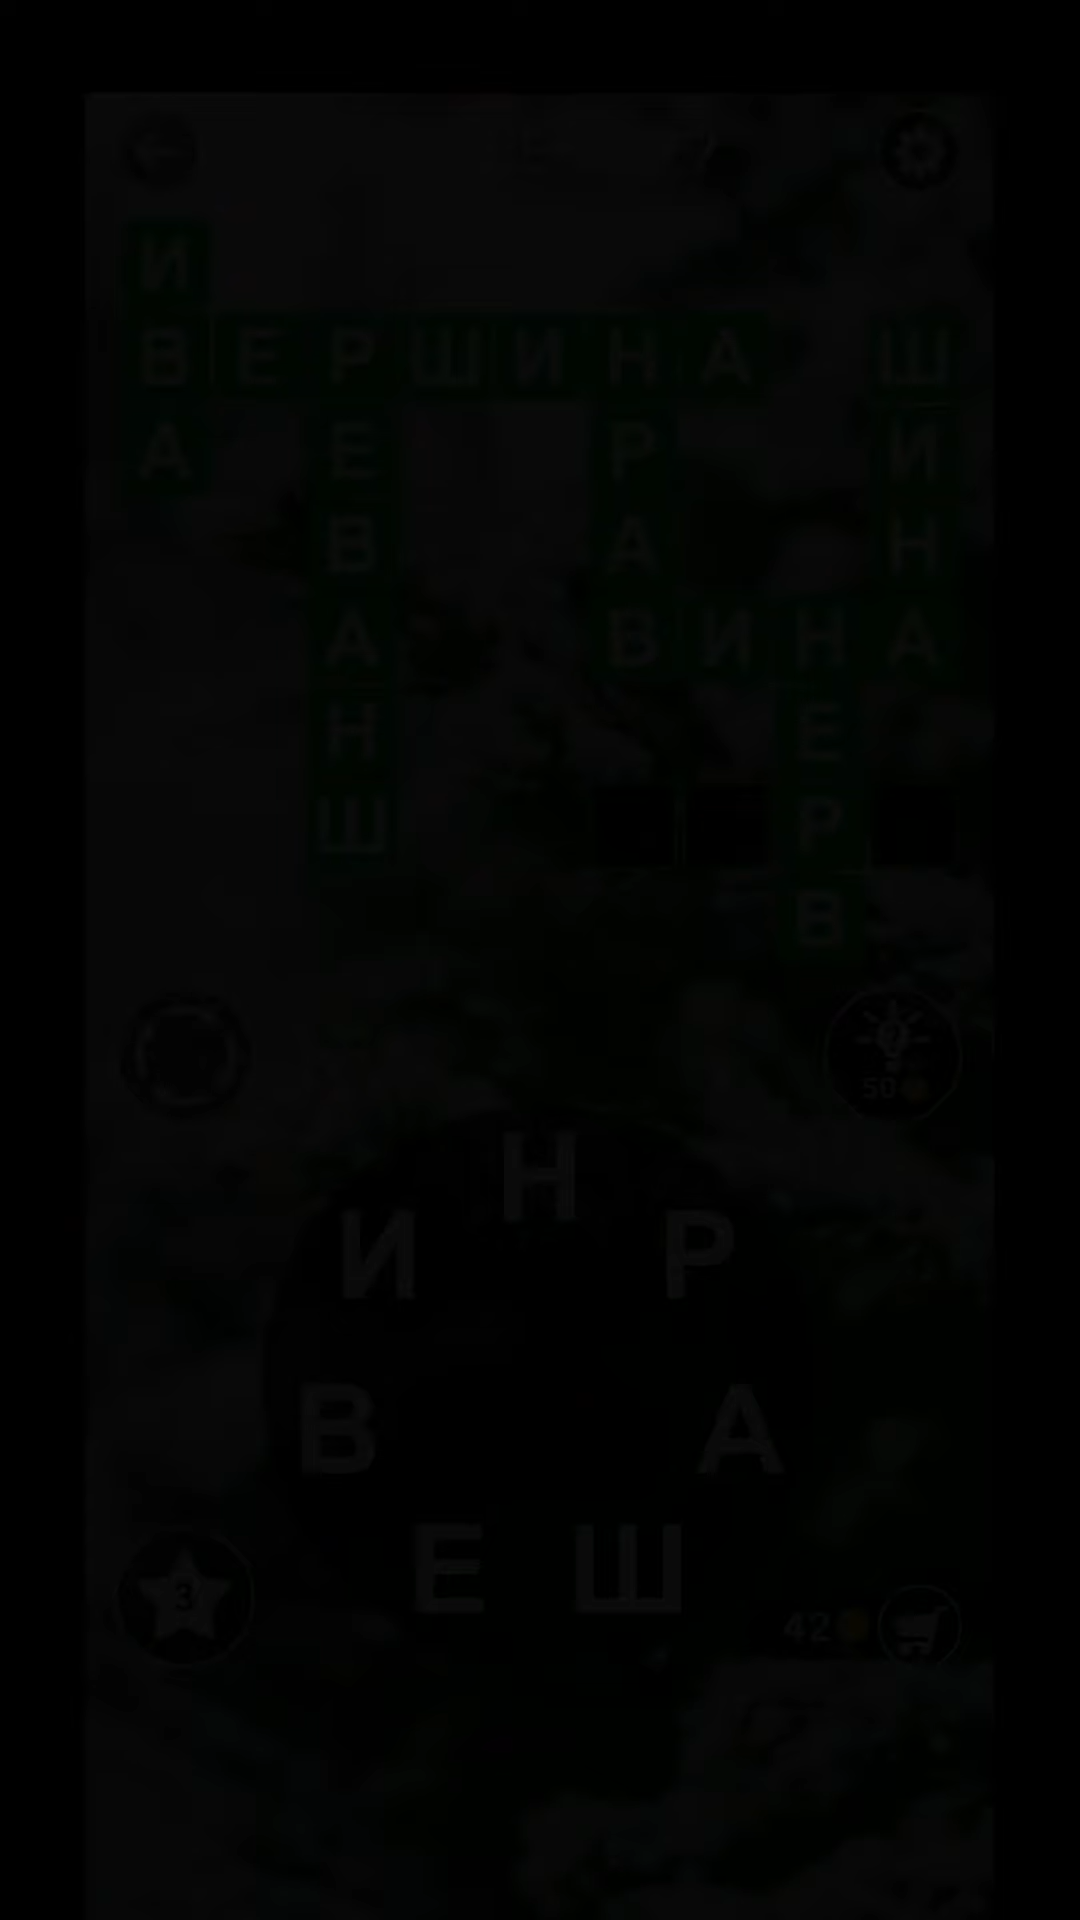 И
ВЕРШИНА Ш
А Е Р И
В А Н
А ВИНА
Н Е
Ш Р
В
50
Н
И Р
В А
Е Ш
3
42